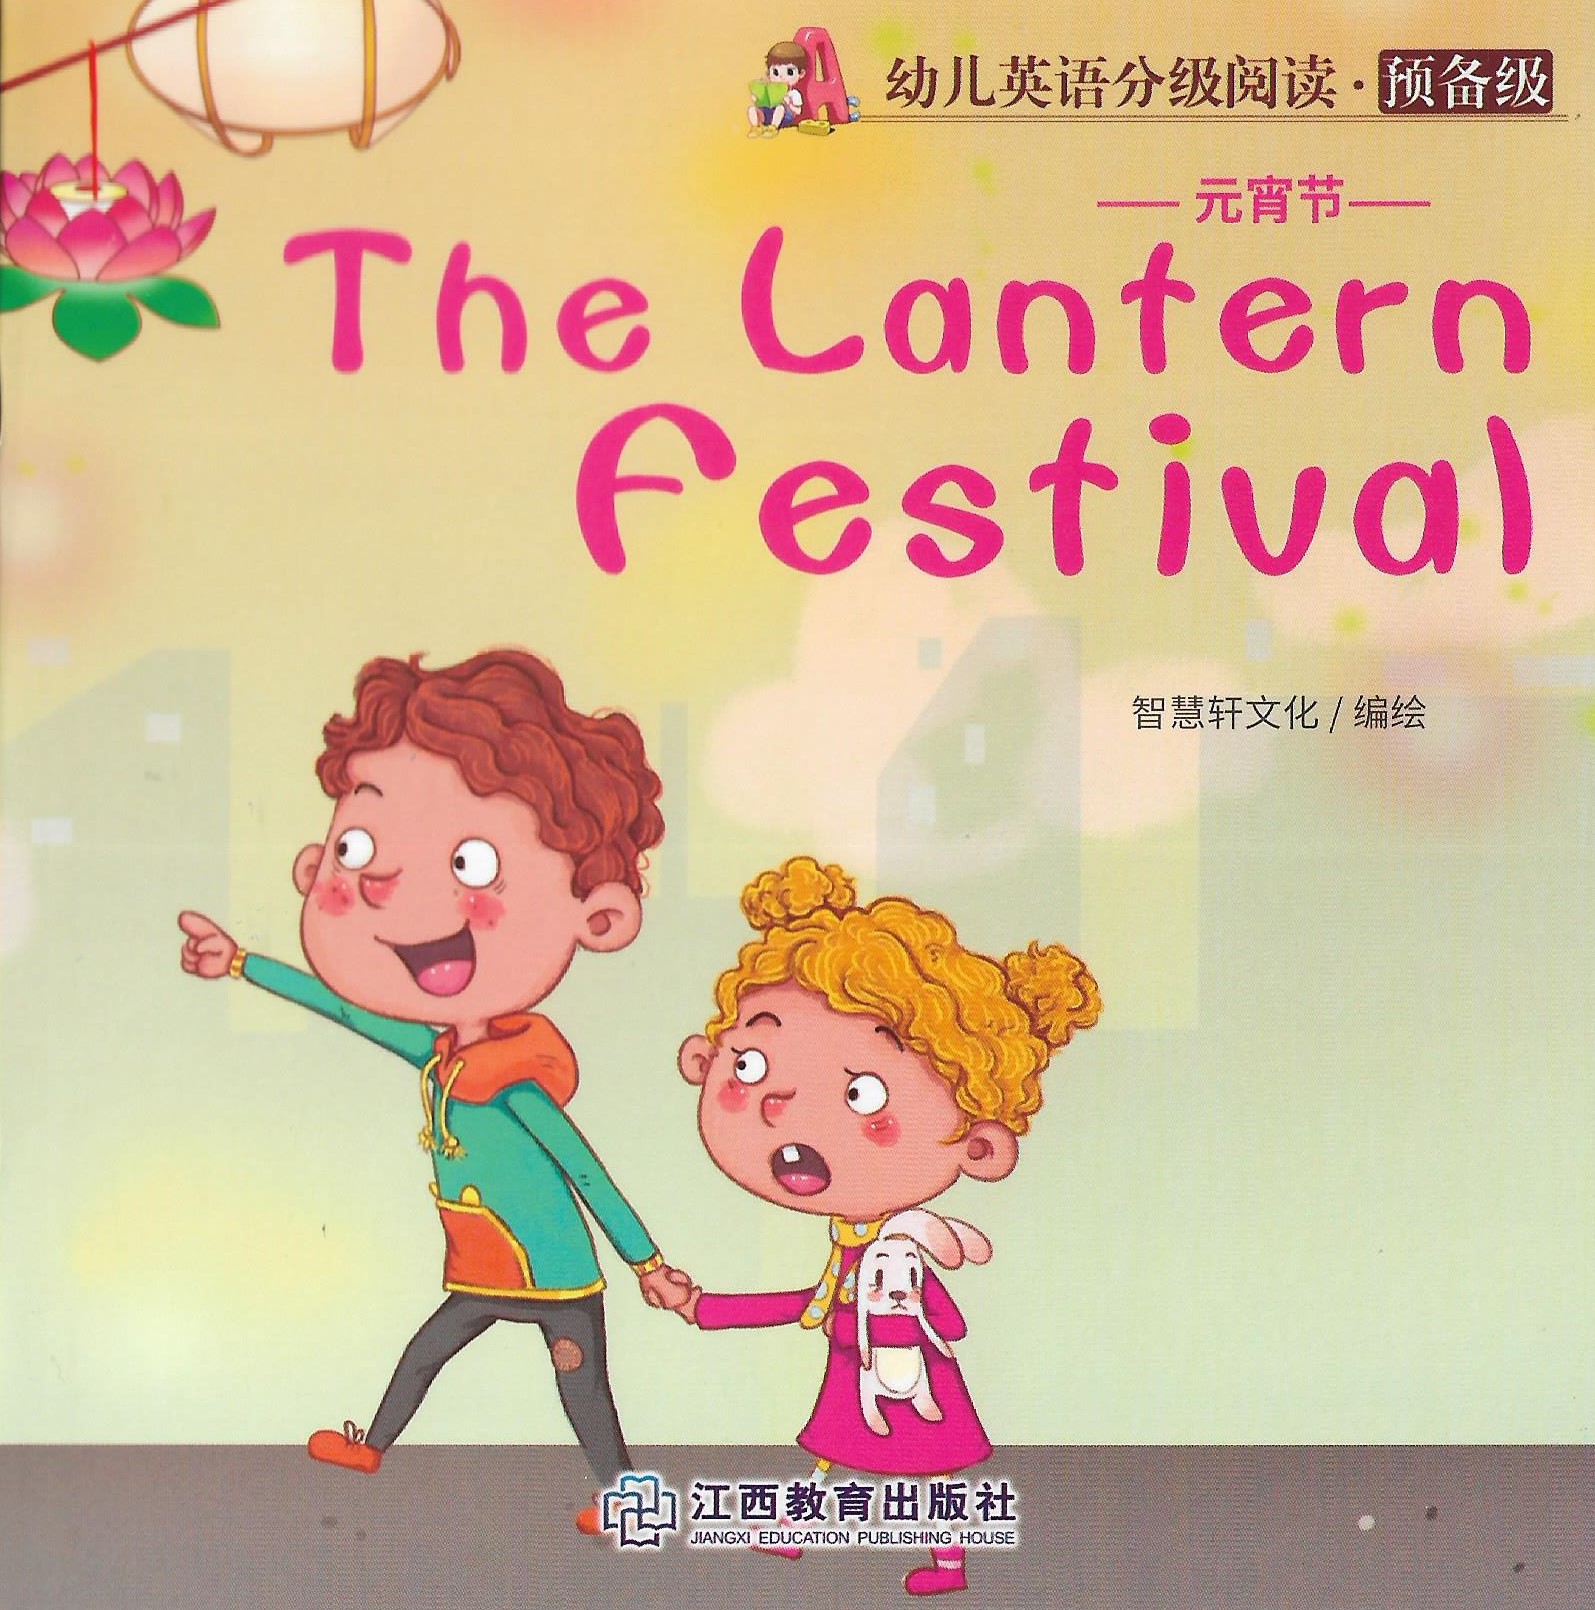 幼儿英语分级阅读·预备级
元宵节
The Lantern
Festival
智慧轩文化/编绘
江西教育出版社
JIANGXI EDUCATION PUBLISHING HOUSE